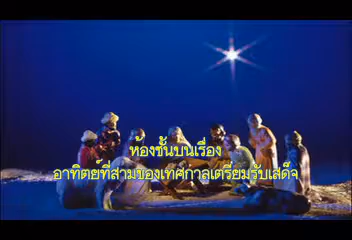 ห้องชั้นบนเรื่อง
อาทิตย์ที่สามของเทศกาลเตรียมรับเสด็จ